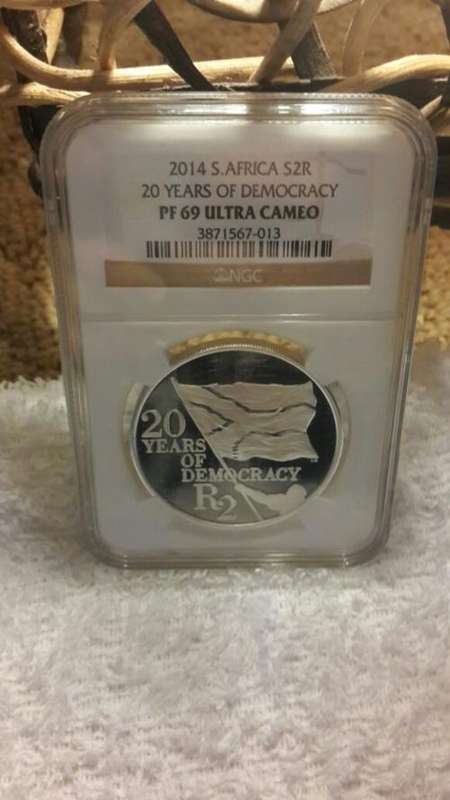 2014 S.AFRICA S2R
20 YEARS OF DEMOCRACY
PF 69 ULTRA CAMEO
3871567-013
NGC
20
YEARS
OF
DEMOCRACY
R2